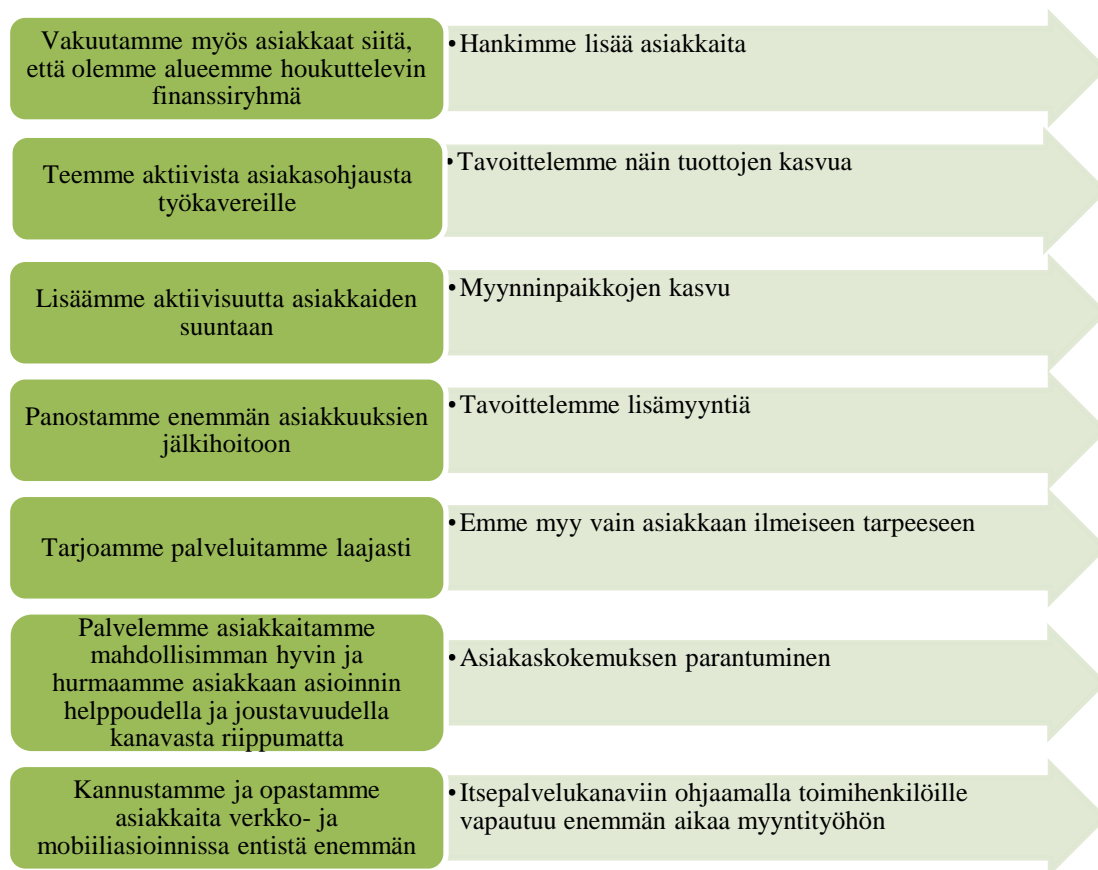 Vakuutamme myös asiakkaat siitä,
että olemme alueemme houkuttelevin
finanssiryhmä
•Hankimme lisää asiakkaita
Teemme aktiivista asiakasohjausta
työkavereille
•Tavoittelemme näin tuottojen kasvua
Lisäämme aktiivisuutta asiakkaiden
suuntaan
•Myynninpaikkojen kasvu
Panostamme enemmän asiakkuuksien
jälkihoitoon
•Tavoittelemme lisämyyntiä
Tarjoamme palveluitamme laajasti
•Emme myy vain asiakkaan ilmeiseen tarpeeseen
Palvelemme asiakkaitamme
mahdollisimman hyvin ja
hurmaamme asiakkaan asioinnin
helppoudella ja joustavuudella
kanavasta riippumatta
•Asiakaskokemuksen parantuminen
Kannustamme ja opastamme
asiakkaita verkko- ja
mobiiliasioinnissa entistä enemmän
•Itsepalvelukanaviin ohjaamalla toimihenkilöille
vapautuu enemmän aikaa myyntityöhön